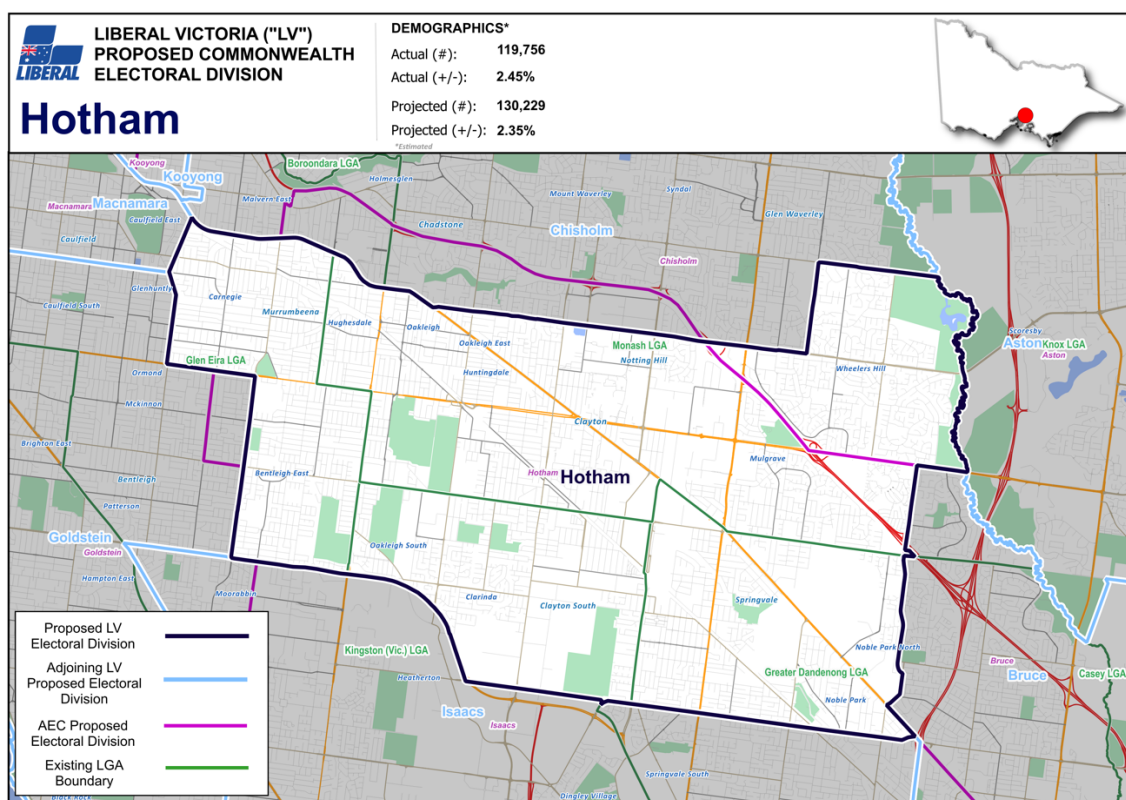 LIBERAL
LIBERAL VICTORIA ("LV")
PROPOSED COMMONWEALTH
ELECTORAL DIVISION
Hotham
DEMOGRAPHICS*
Actual (#): 119,756
Actual (+/-): 2.45%
Projected (#): 130,229
Projected (+/-): 2.35%
*Estimated
Kooyong
Boroondara LGA
Kooyong
Holmesglen
Mount Waverley
Syndal
Macnamara
Macnamara
Malvern East
Glen Waverley
Caulfield East
Chadstone
Chisholm
Caulfield
Chisholm
Glenhuntly
Carnegie
Caulfield South
Murrumbeena
Hughesdale
Oakleigh
Scoresby
Oakleigh East
Monash LGA
Aston
Knox LGA
Aston
Glen Eira LGA
Notting Hill
Ormond
Huntingdale
Wheelers Hill
Mckinnon
Clayton
Brighton East
Mulgrave
Bentleigh
Bentleigh East
Hotham
Hotham
Patterson
Goldstein
Goldstein
Oakleigh South
Hampton East
Moorabbin
Clarinda
Clayton South
Springvale
Kingston (Vic.) LGA
Noble Park North
Heatherton
Bruce
Bruce
Casey LGA
Greater Dandenong LGA
Noble Park
Isaacs
Isaacs
Springvale South
Dingley Village
Black Rock
Proposed LV
Electoral Division
Adjoining LV
Proposed Electoral
Division
AEC Proposed
Electoral Division
Existing LGA
Boundary